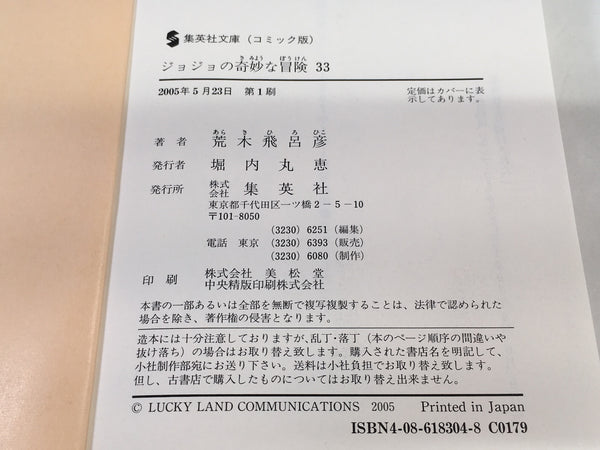 集英社文庫（コミック版）
ジョジョの奇妙な冒険 33
2005年5月23日　第1刷
定価はカバーに表
示してあります。
著者　荒木飛呂彦
発行者　堀内丸恵
発行所　株式会社 集英社
東京都千代田区一ツ橋2－5－10
〒101-8050
(3230) 6251 (編集)
電話　東京　(3230) 6393 (販売)
(3230) 6080 (制作)
印刷　株式会社 美松堂
中央精版印刷株式会社
本書の一部あるいは全部を無断で複写複製することは、法律で認められた
場合を除き、著作権の侵害となります。
造本には十分注意しておりますが、乱丁・落丁（本のページ順序の間違いや
抜け落ち）の場合はお取り替え致します。購入された書店名を明記して、
小社制作部宛にお送り下さい。送料は小社負担でお取り替え致します。
但し、古書店で購入したものについてはお取り替え出来ません。
© LUCKY LAND COMMUNICATIONS 2005 Printed in Japan
ISBN4-08-618304-8 C0179